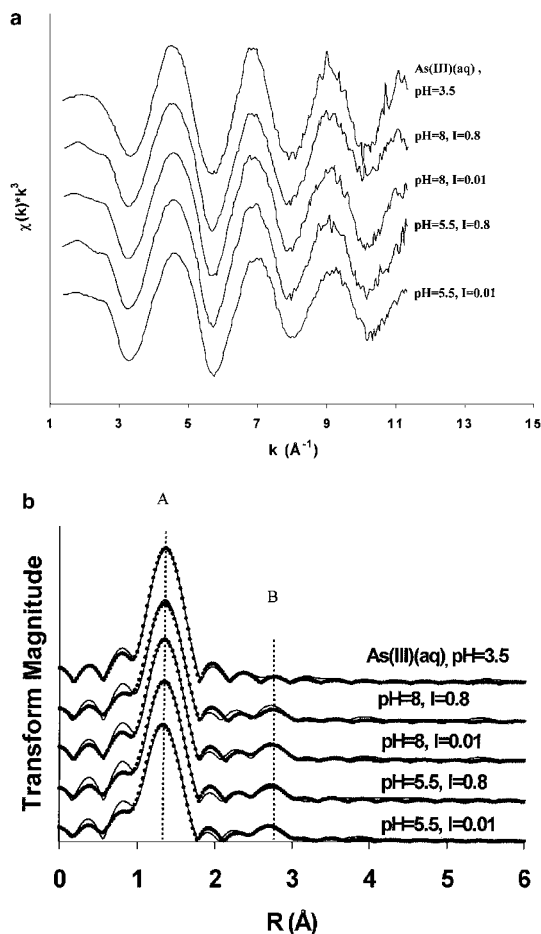 a
As(III)(aq) ,
pH=3.5
pH=8, I=0.8
pH=8, I=0.01
pH=5.5, I=0.8
pH=5.5, I=0.01
χ(k)*k³
1 3 5 7 9 11 13 15
k (Å⁻¹)
b
A
B
As(III)(aq), pH=3.5
pH=8, I=0.8
pH=8, I=0.01
pH=5.5, I=0.8
pH=5.5, I=0.01
Transform Magnitude
0 1 2 3 4 5 6
R (Å)